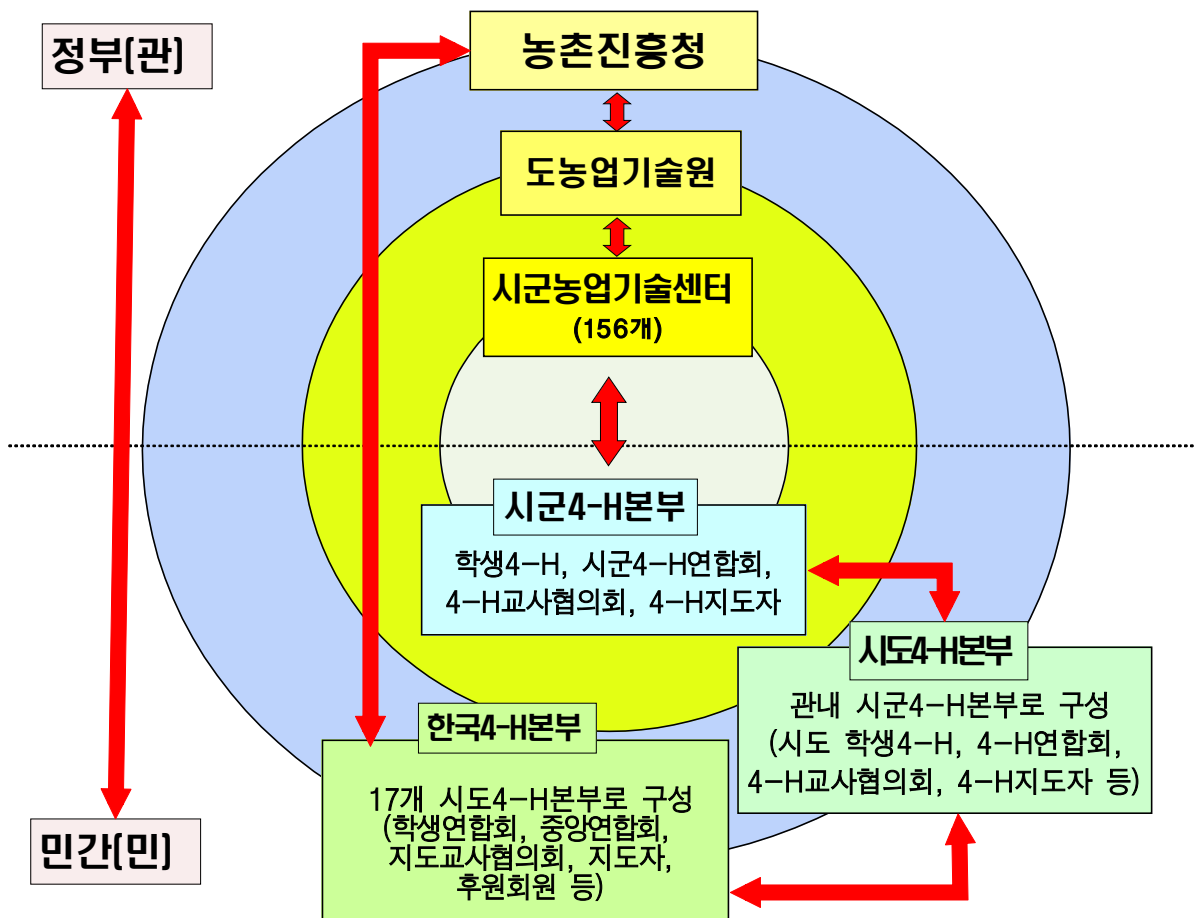 정부(관)
농촌진흥청
도농업기술원
시군농업기술센터
(156개)
시군4-H본부
학생4-H, 시군4-H연합회,
4-H교사협의회, 4-H지도자
시도4-H본부
관내 시군4-H본부로 구성
(시도 학생4-H, 4-H연합회,
4-H교사협의회, 4-H지도자 등)
한국4-H본부
17개 시도4-H본부로 구성
(학생연합회, 중앙연합회,
지도교사협의회, 지도자,
후원회원 등)
민간(민)